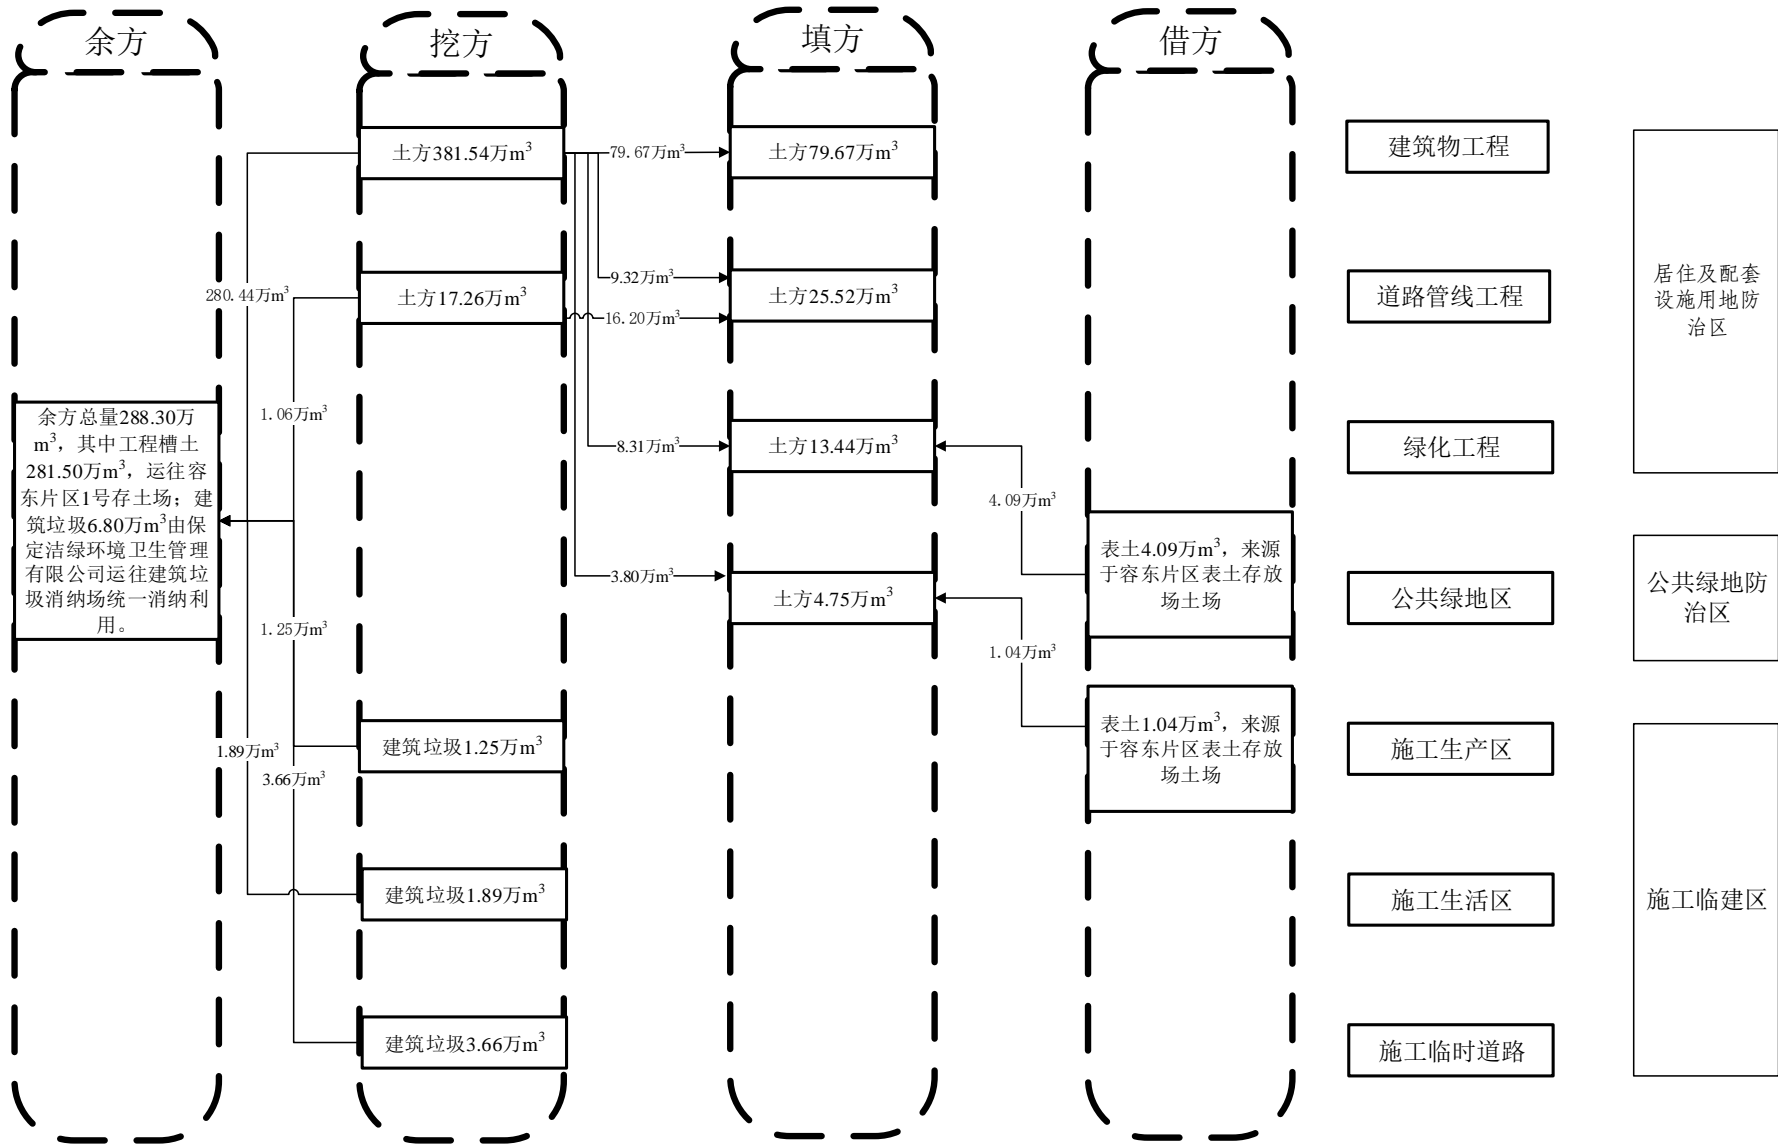 余方
挖方
填方
借方
土方381.54万m³
79.67万m³
土方79.67万m³
建筑物工程
280.44万m³
土方17.26万m³
9.32万m³
16.20万m³
土方25.52万m³
道路管线工程
居住及配套
设施用地防
治区
余方总量288.30万
m³，其中工程槽土
281.50万m³，运往容
东片区1号存土场；建
筑垃圾6.80万m³由保
定洁绿环境卫生管理
有限公司运往建筑垃
圾消纳场统一消纳利
用。
1.06万m³
8.31万m³
土方13.44万m³
4.09万m³
绿化工程
1.25万m³
3.80万m³
土方4.75万m³
1.04万m³
表土4.09万m³，来源
于容东片区表土存放
场土场
公共绿地区
公共绿地防
治区
1.89万m³
3.66万m³
建筑垃圾1.25万m³
表土1.04万m³，来源
于容东片区表土存放
场土场
施工生产区
建筑垃圾1.89万m³
施工生活区
施工临建区
建筑垃圾3.66万m³
施工临时道路